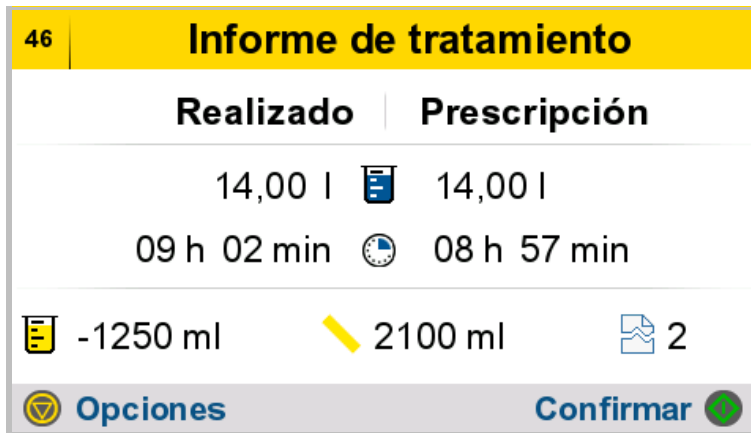 46 Informe de tratamiento
Realizado Prescripción
14,00 l 14,00 l
09 h 02 min 08 h 57 min
-1250 ml 2100 ml 2
Opciones Confirmar